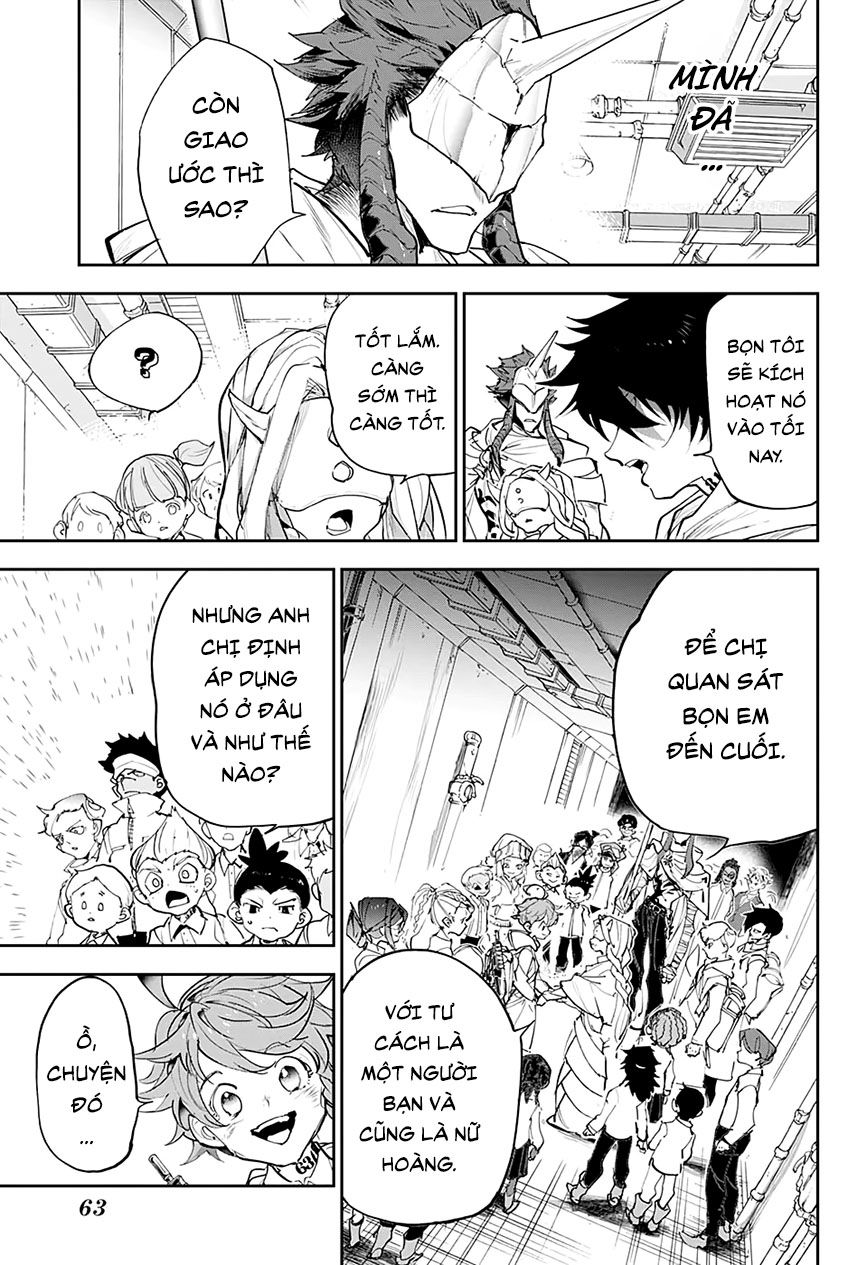 MÌNH
ĐÃ
...
CÒN
GIAO
ƯỚC THÌ
SAO?
BỌN TÔI
SẼ KÍCH
HOẠT NÓ
VÀO TỐI
NAY.
TỐT LẮM.
CÀNG
SỚM THÌ
CÀNG TỐT.
?
ĐỂ CHỊ
QUAN SÁT
BỌN EM
ĐẾN CUỐI.
VỚI TƯ
CÁCH LÀ
MỘT NGƯỜI
BẠN VÀ
CŨNG LÀ NỮ
HOÀNG.
NHƯNG ANH
CHỊ ĐỊNH
ÁP DỤNG
NÓ Ở ĐÂU
VÀ NHƯ THẾ
NÀO?
Ồ,
CHUYỆN
ĐÓ
...
63